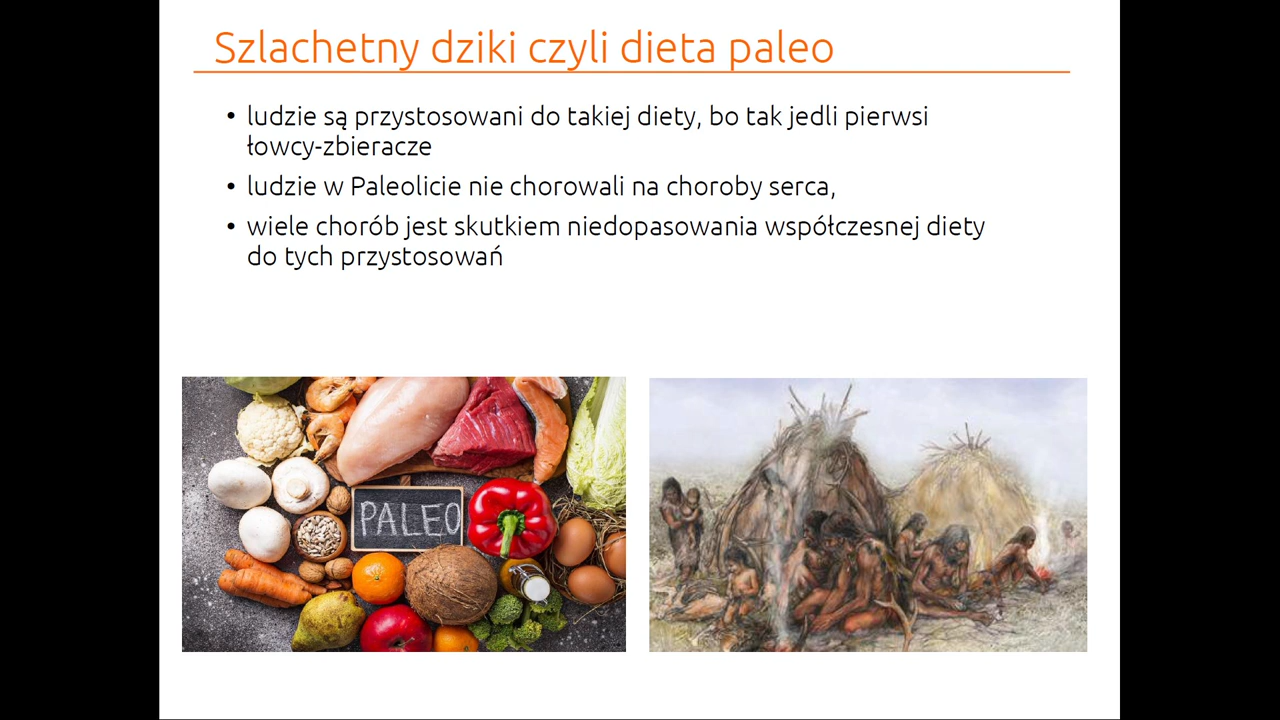 Szlachetny dziki czyli dieta paleo
• ludzie są przystosowani do takiej diety, bo tak jedli pierwsi
łowcy-zbieracze
• ludzie w Paleolicie nie chorowali na choroby serca,
• wiele chorób jest skutkiem niedopasowania współczesnej diety
do tych przystosowań
PALEO